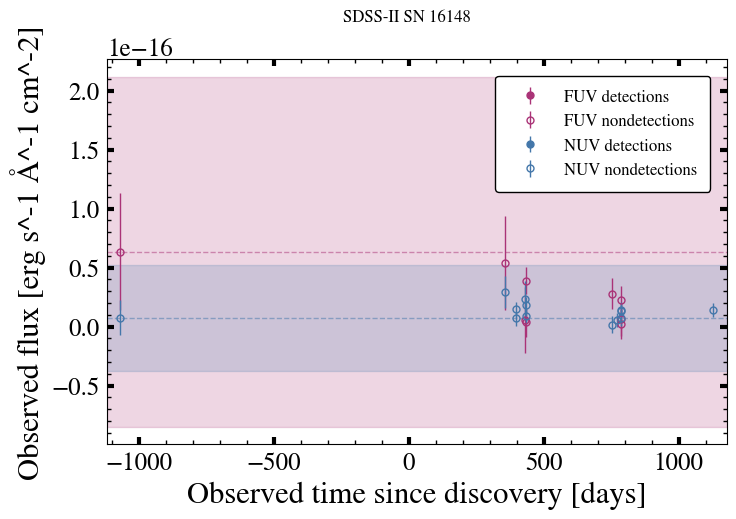 SDSS-II SN 16148
1e−16
Observed flux [erg s^-1 Å^-1 cm^-2]
2.0
1.5
1.0
0.5
0.0
−0.5
FUV detections
FUV nondetections
NUV detections
NUV nondetections
−1000
−500
0
500
1000
Observed time since discovery [days]